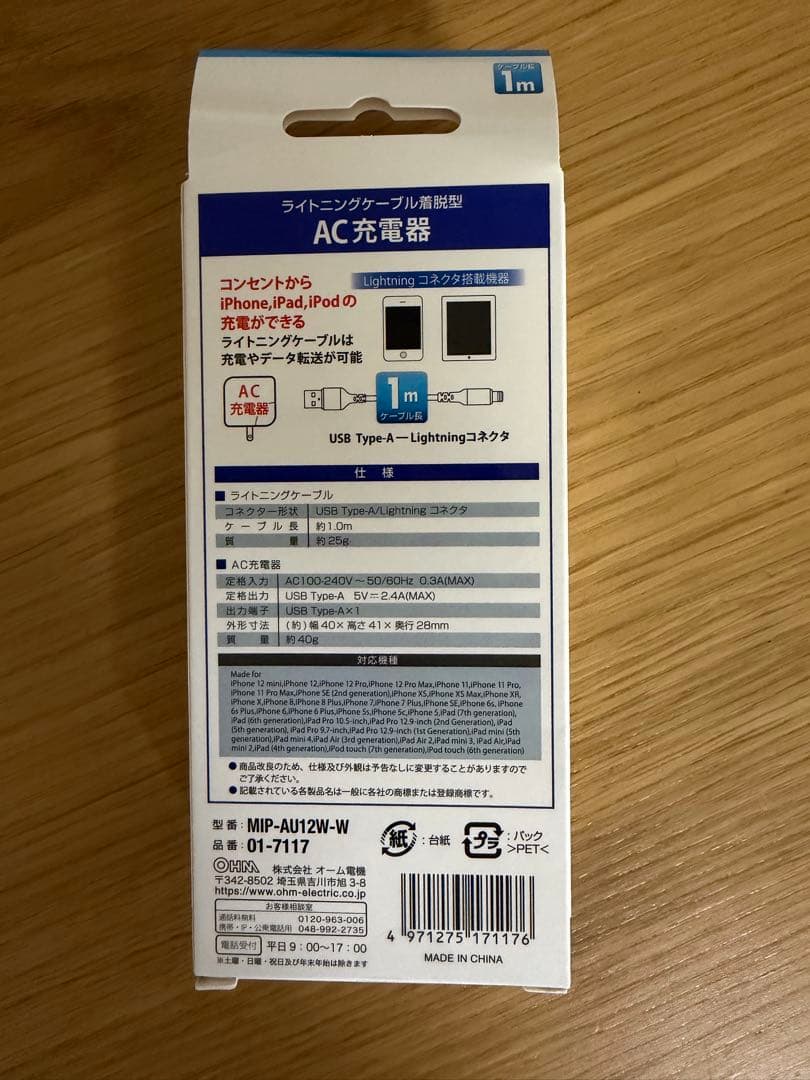 ケーブル長
1m
ライトニングケーブル着脱型
AC充電器
コンセントから
iPhone,iPad,iPodの
充電ができる
ライトニングケーブルは
充電やデータ転送が可能
Lightning コネクタ搭載機器
AC
充電器
1m
ケーブル長
USB Type-A ー Lightningコネクタ
仕様
■ ライトニングケーブル
コネクター形状 USB Type-A/Lightning コネクタ
ケーブル長 約1.0m
質量 約25g
■ AC充電器
定格入力 AC100-240V～50/60Hz 0.3A(MAX)
定格出力 USB Type-A 5V⎓2.4A(MAX)
出力端子 USB Type-A×1
外形寸法 (約)幅40×高さ41×奥行28mm
質量 約40g
対応機種
Made for
iPhone 12 mini,iPhone 12,iPhone 12 Pro,iPhone 12 Pro Max,iPhone 11,iPhone 11 Pro,
iPhone 11 Pro Max,iPhone SE (2nd generation),iPhone XS,iPhone XS Max,iPhone XR,
iPhone X,iPhone 8,iPhone 8 Plus,iPhone 7,iPhone 7 Plus,iPhone SE,iPhone 6s, iPhone
6s Plus,iPhone 6,iPhone 6 Plus,iPhone 5s,iPhone 5c,iPhone 5,iPad (7th generation),
iPad (6th generation),iPad Pro 10.5-inch,iPad Pro 12.9-inch (2nd Generation), iPad
(5th generation), iPad Pro 9.7-inch,iPad Pro 12.9-inch (1st Generation),iPad mini (5th
generation),iPad mini 4,iPad Air (3rd generation),iPad Air 2,iPad mini 3, iPad Air,iPad
mini 2,iPad (4th generation),iPod touch (7th generation),iPod touch (6th generation)
● 商品改良のため、仕様及び外観は予告なしに変更することがありますので
ご了承ください。
● 記載されている各製品名は一般に各社の商標または登録商標です。
型番：MIP-AU12W-W
品番：01-7117
紙：台紙
プラ：パック
>PET<
OHM 株式会社 オーム電機
〒342-8502 埼玉県吉川市旭 3-8
https://www.ohm-electric.co.jp
お客様相談室
通話料無料 0120-963-006
携帯・IP・公衆電話用 048-992-2735
電話受付 平日9：00～17：00
※土曜・日曜・祝日及び年末年始は除きます
4 971275 171176
MADE IN CHINA